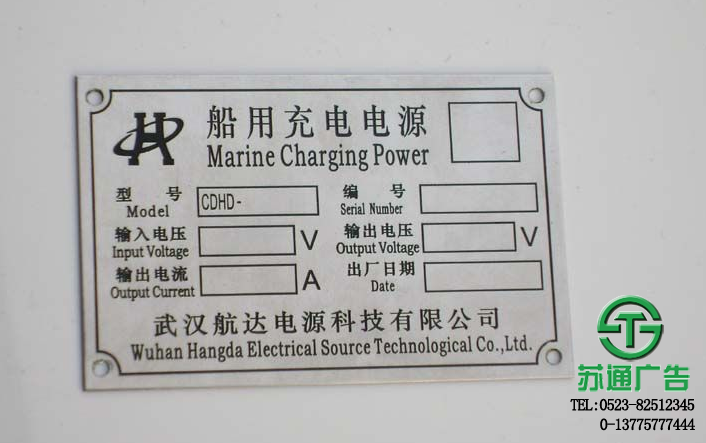 船用充电电源
Marine Charging Power
型 号 CDHD- 编 号
Model Serial Number
输入电压 V 输出电压 V
Input Voltage Output Voltage
输出电流 A 出厂日期
Output Current Date
武汉航达电源科技有限公司
Wuhan Hangda Electrical Source Technological Co.,Ltd.
苏通广告
TEL:0523-82512345
0-13775777444